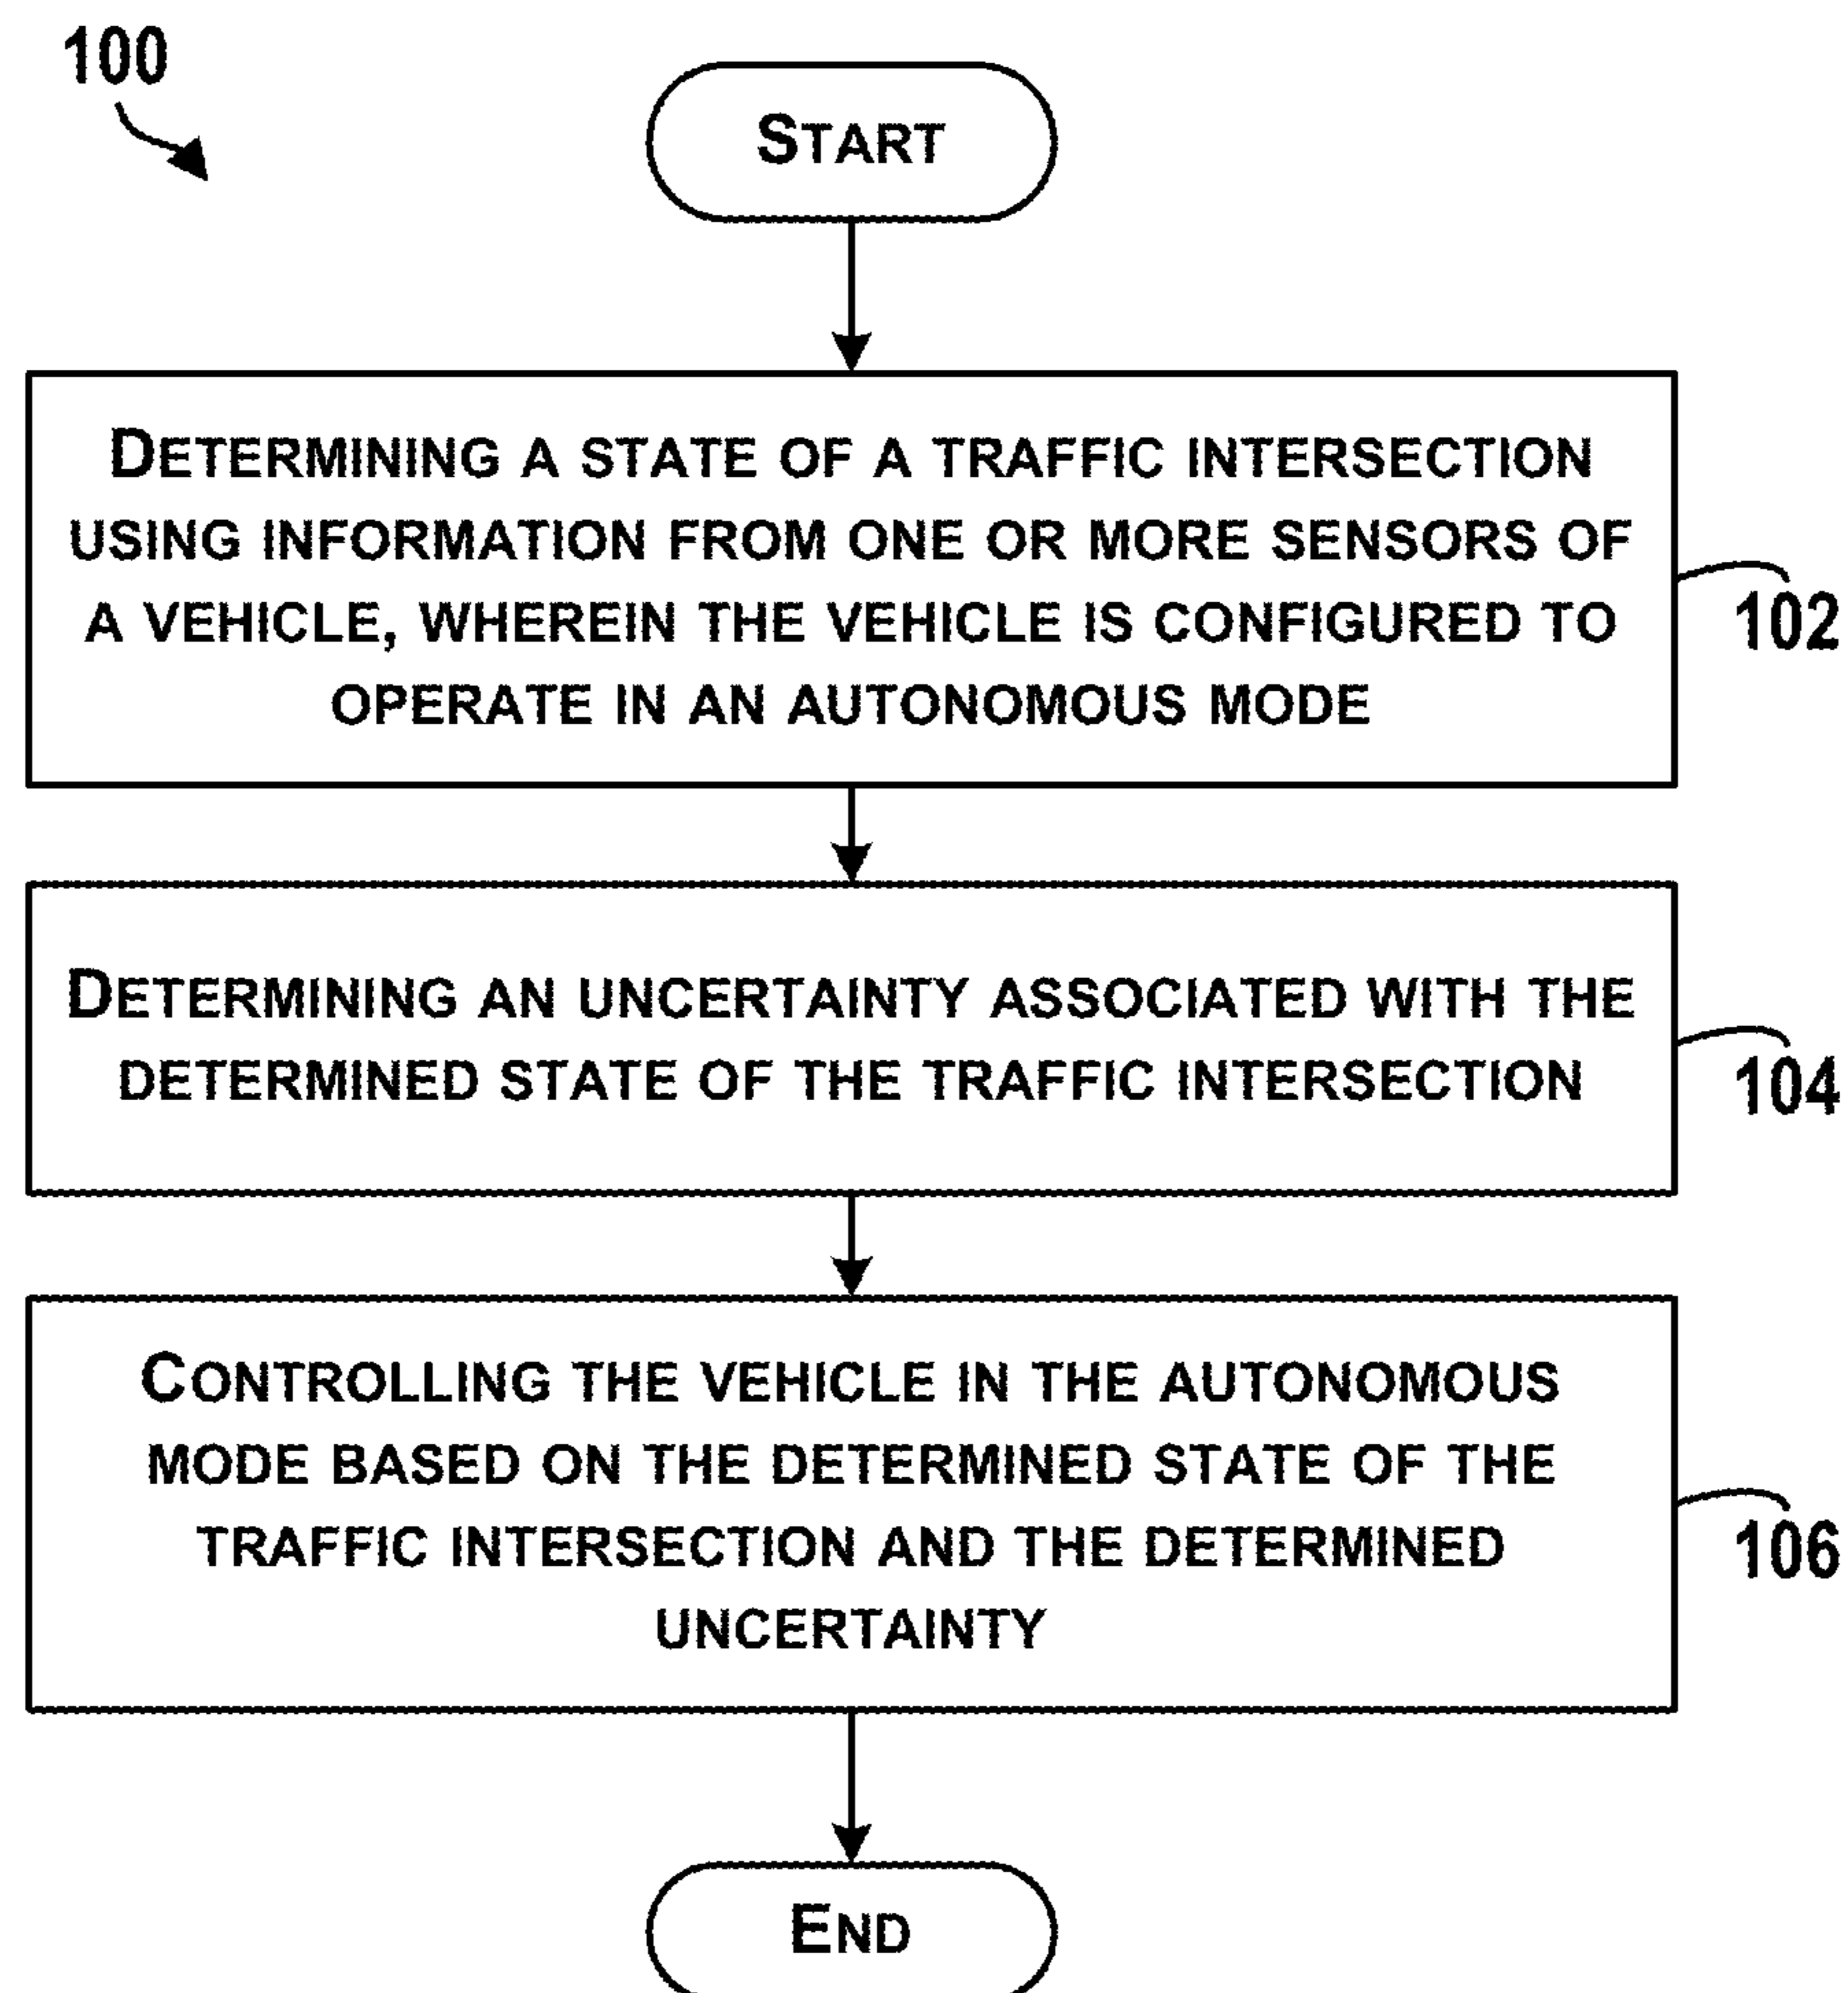 100
START
DETERMINING A STATE OF A TRAFFIC INTERSECTION
USING INFORMATION FROM ONE OR MORE SENSORS OF
A VEHICLE, WHEREIN THE VEHICLE IS CONFIGURED TO
OPERATE IN AN AUTONOMOUS MODE
102
DETERMINING AN UNCERTAINTY ASSOCIATED WITH THE
DETERMINED STATE OF THE TRAFFIC INTERSECTION
104
CONTROLLING THE VEHICLE IN THE AUTONOMOUS
MODE BASED ON THE DETERMINED STATE OF THE
TRAFFIC INTERSECTION AND THE DETERMINED
UNCERTAINTY
106
END